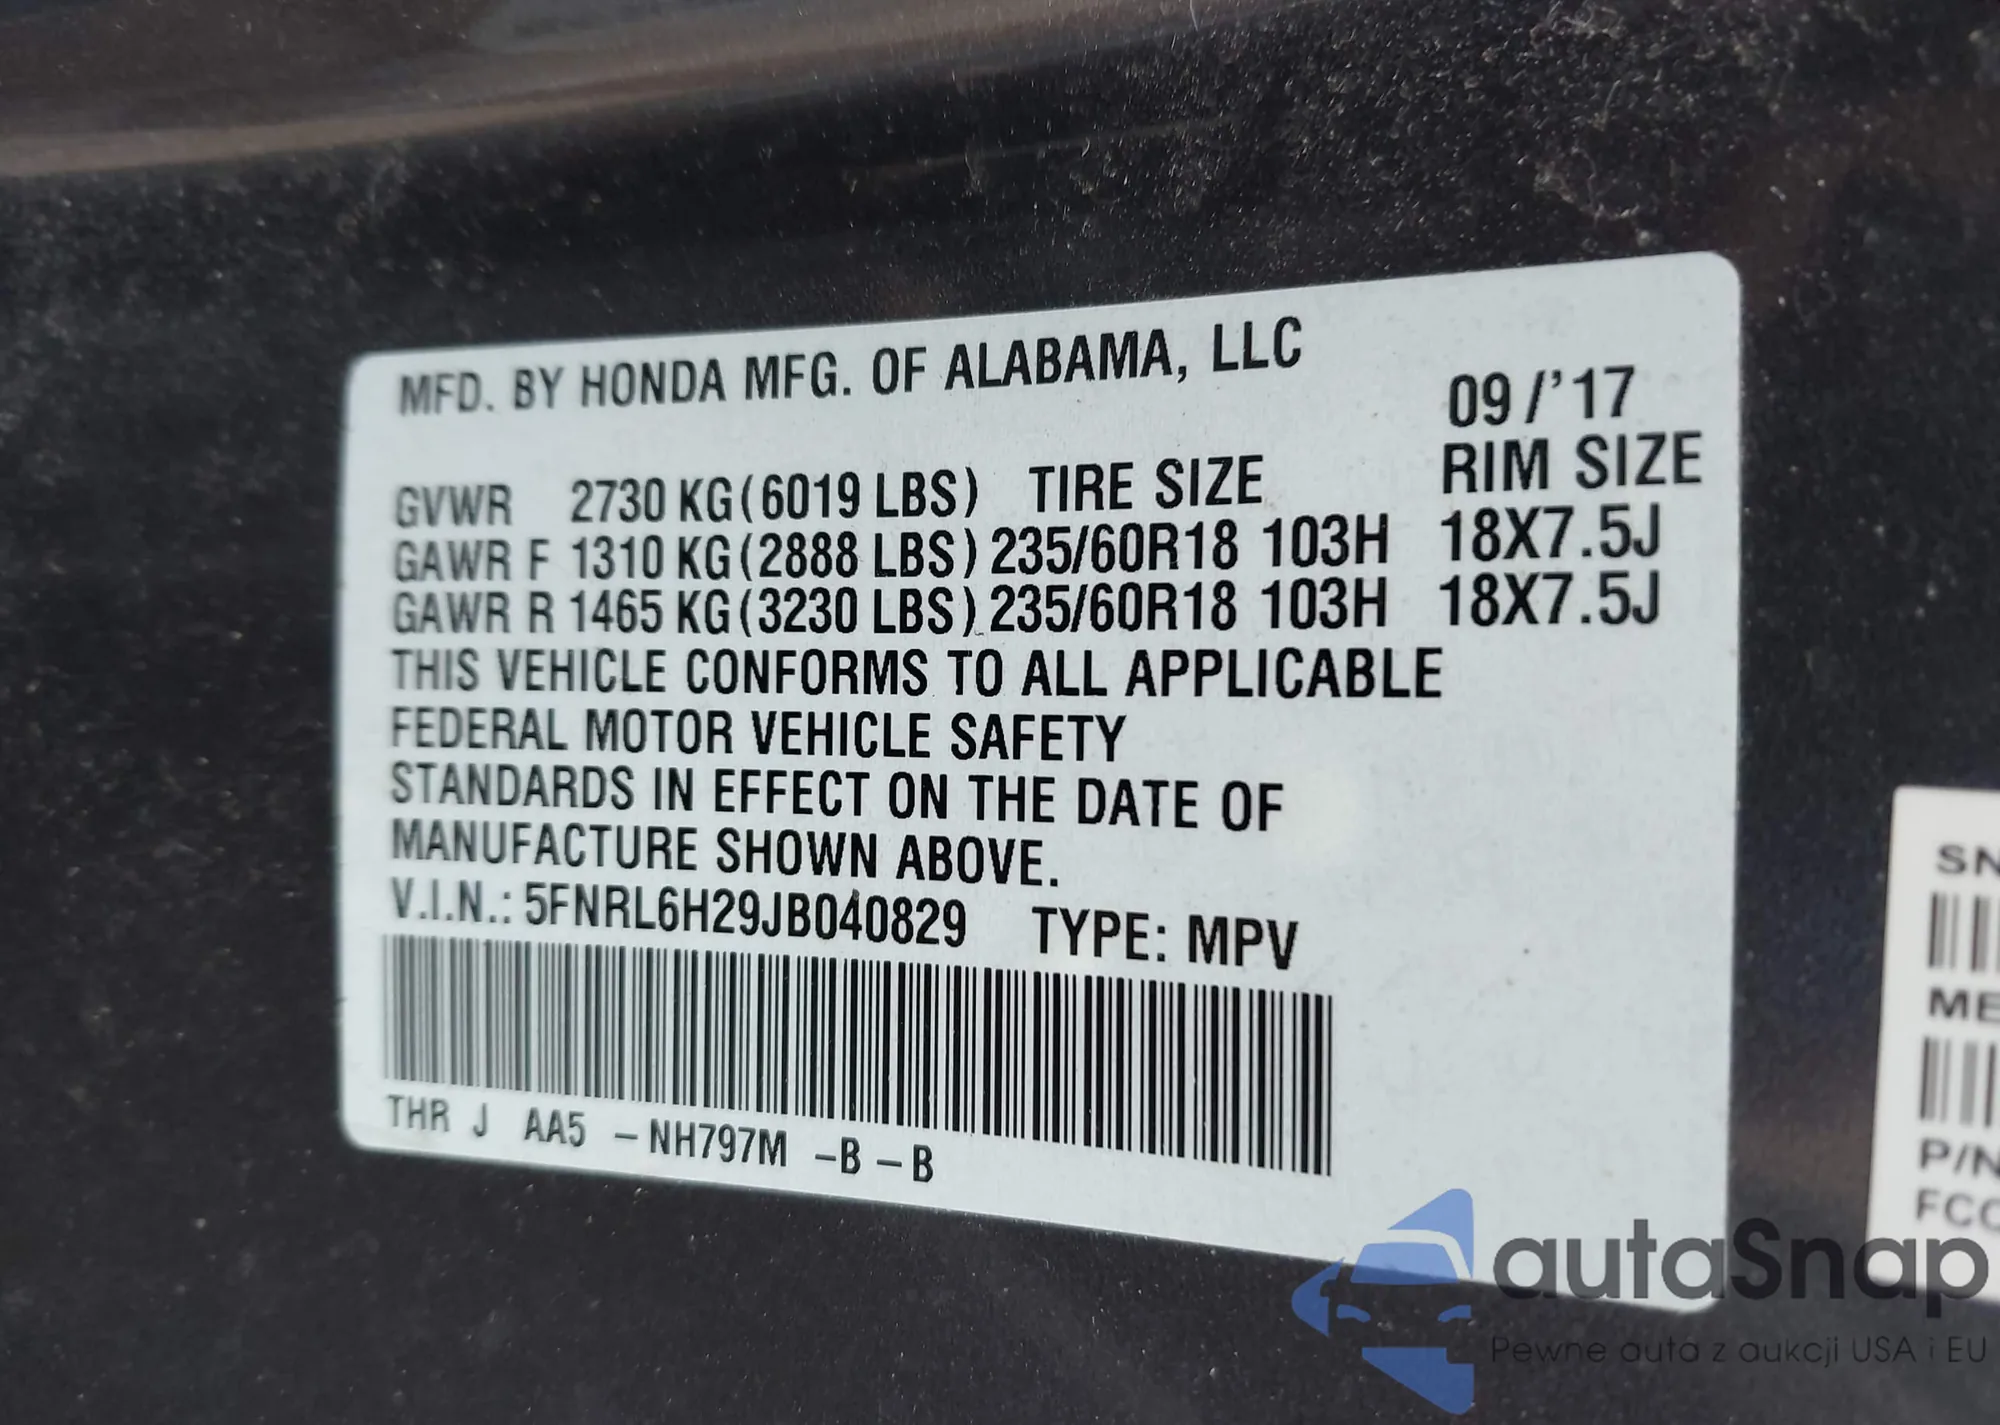 MFD. BY HONDA MFG. OF ALABAMA, LLC
09/'17
GVWR 2730 KG(6019 LBS) TIRE SIZE RIM SIZE
GAWR F 1310 KG(2888 LBS) 235/60R18 103H 18X7.5J
GAWR R 1465 KG(3230 LBS) 235/60R18 103H 18X7.5J
THIS VEHICLE CONFORMS TO ALL APPLICABLE
FEDERAL MOTOR VEHICLE SAFETY
STANDARDS IN EFFECT ON THE DATE OF
MANUFACTURE SHOWN ABOVE.
V.I.N.: 5FNRL6H29JB040829 TYPE: MPV
THR J AA5 -NH797M -B -B
SN
ME
P/N
FCC
autaSnap
Pewne auta z aukcji USA i EU